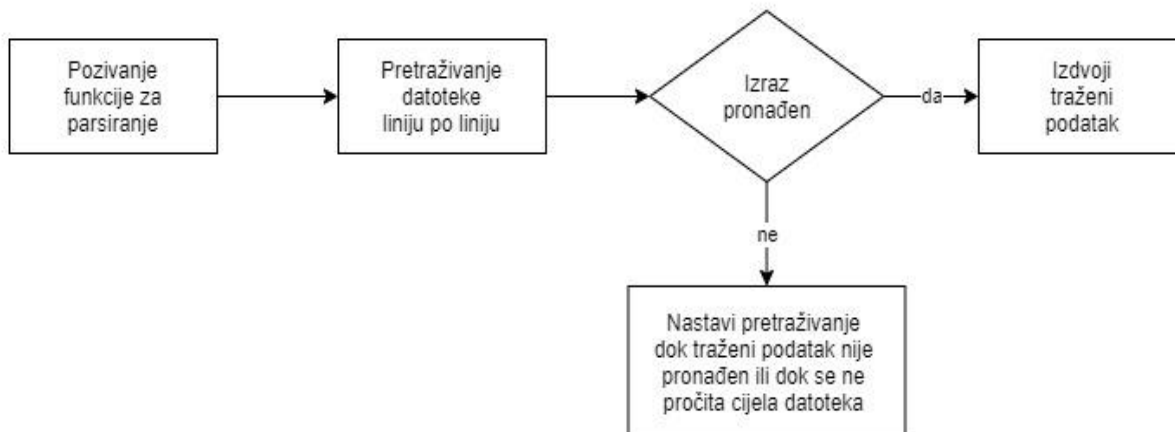 Pozivanje
funkcije za
parsiranje
Pretraživanje
datoteke
liniju po liniju
Izraz
pronađen
da
Izdvoji
traženi
podatak
ne
Nastavi pretraživanje
dok traženi podatak nije
pronađen ili dok se ne
pročita cijela datoteka